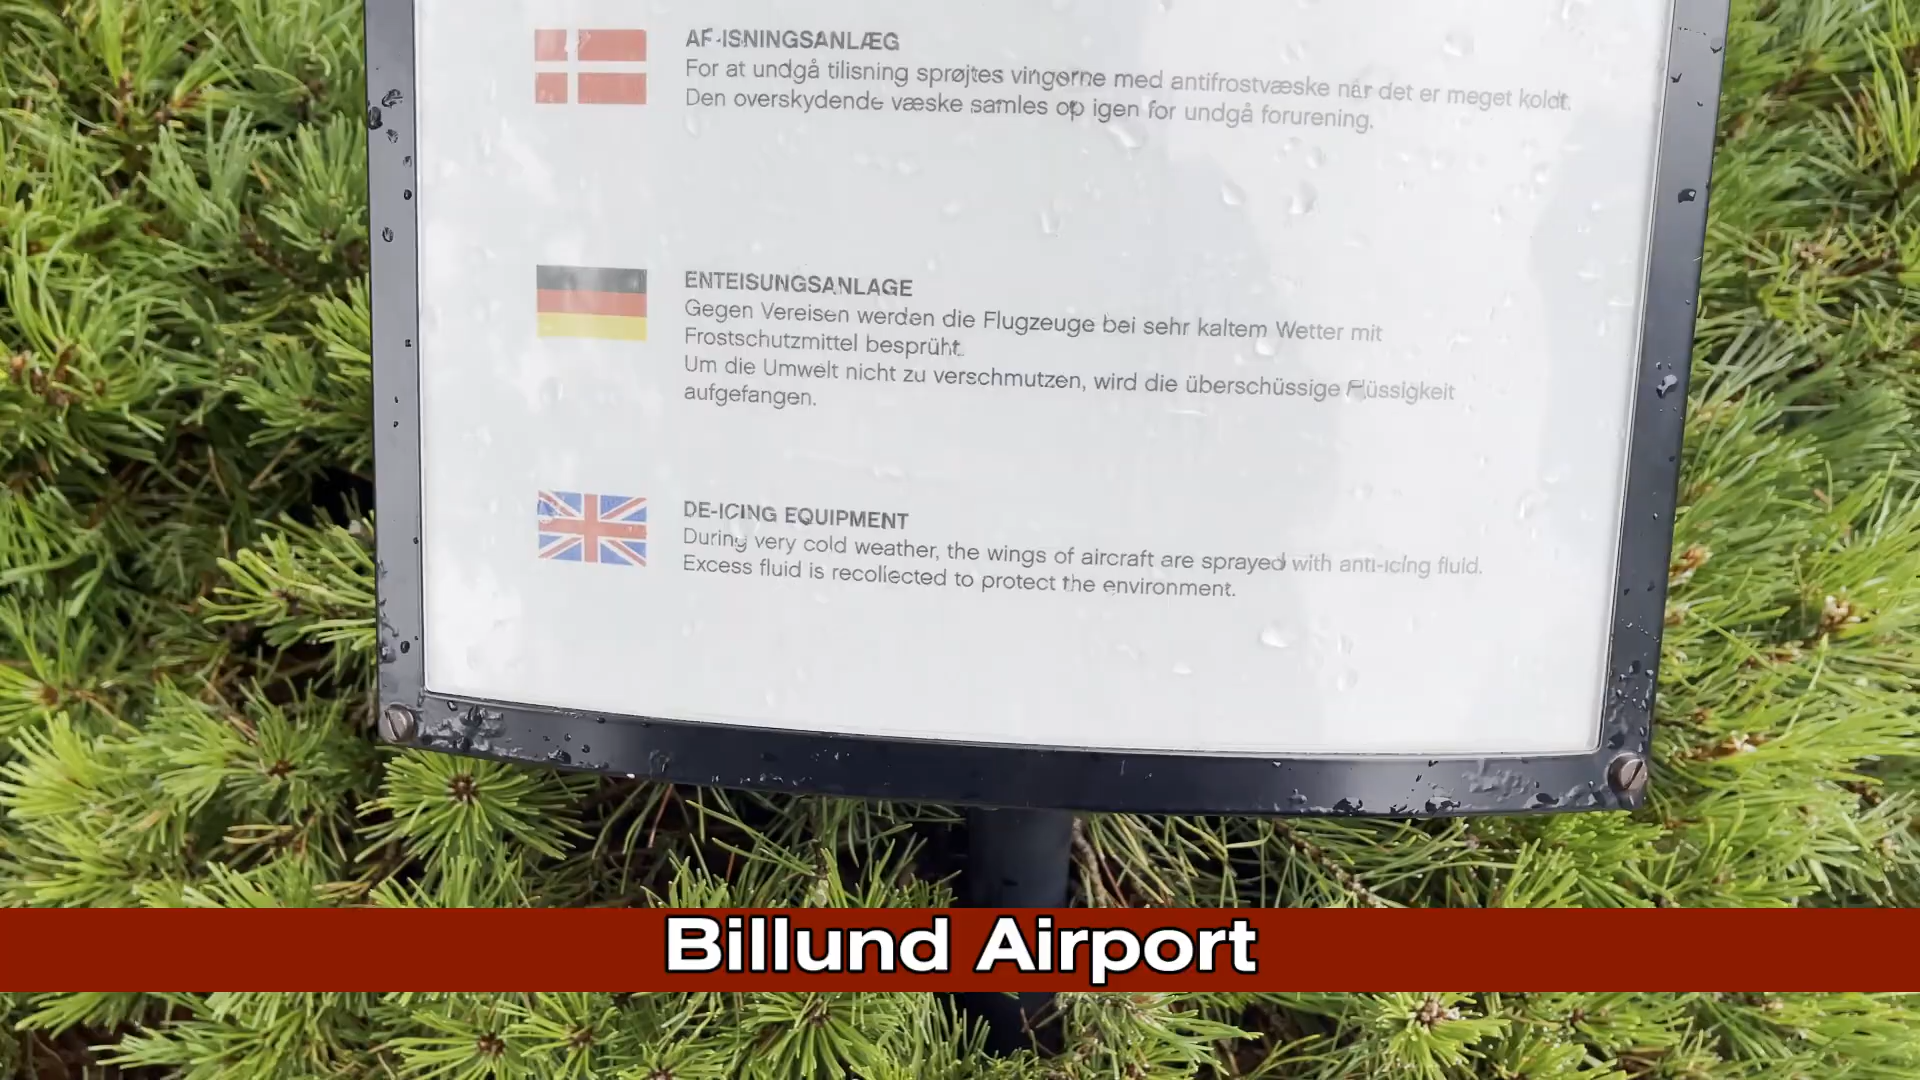 AF-ISNINGSANLÆG
For at undgå tilisning sprøjtes vingerne med antifrostvæske når det er meget koldt.
Den overskydende væske samles op igen for undgå forurening.
ENTEISUNGSANLAGE
Gegen Vereisen werden die Flugzeuge bei sehr kaltem Wetter mit
Frostschutzmittel besprüht.
Um die Umwelt nicht zu verschmutzen, wird die überschüssige Flüssigkeit
aufgefangen.
DE-ICING EQUIPMENT
During very cold weather, the wings of aircraft are sprayed with anti-icing fluid.
Excess fluid is recollected to protect the environment.
Billund Airport